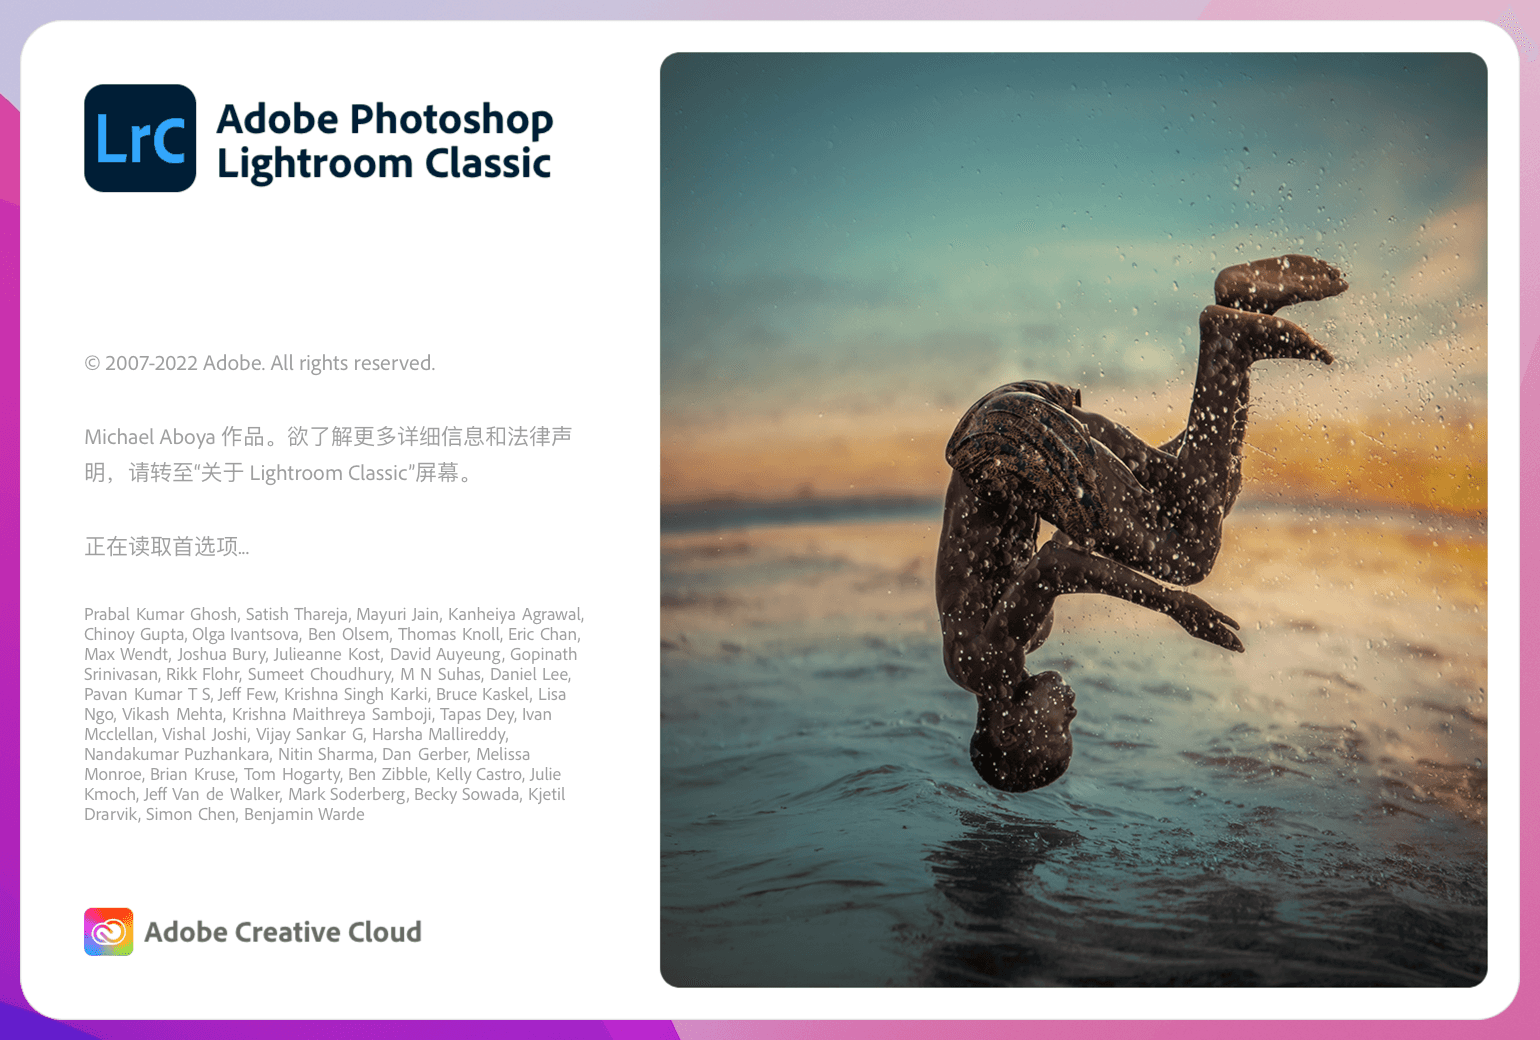 LrC
Adobe Photoshop
Lightroom Classic
© 2007-2022 Adobe. All rights reserved.
Michael Aboya 作品。欲了解更多详细信息和法律声
明，请转至“关于 Lightroom Classic”屏幕。
正在读取首选项...
Prabal Kumar Ghosh, Satish Thareja, Mayuri Jain, Kanheiya Agrawal,
Chinoy Gupta, Olga Ivantsova, Ben Olsem, Thomas Knoll, Eric Chan,
Max Wendt, Joshua Bury, Julieanne Kost, David Auyeung, Gopinath
Srinivasan, Rikk Flohr, Sumeet Choudhury, M N Suhas, Daniel Lee,
Pavan Kumar T S, Jeff Few, Krishna Singh Karki, Bruce Kaskel, Lisa
Ngo, Vikash Mehta, Krishna Maithreya Samboji, Tapas Dey, Ivan
Mcclellan, Vishal Joshi, Vijay Sankar G, Harsha Mallireddy,
Nandakumar Puzhankara, Nitin Sharma, Dan Gerber, Melissa
Monroe, Brian Kruse, Tom Hogarty, Ben Zibble, Kelly Castro, Julie
Kmoch, Jeff Van de Walker, Mark Soderberg, Becky Sowada, Kjetil
Drarvik, Simon Chen, Benjamin Warde
Adobe Creative Cloud